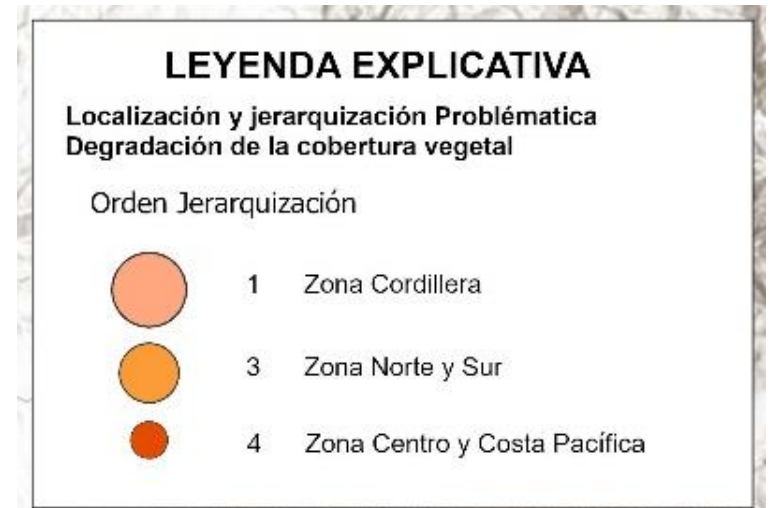 LEYENDA EXPLICATIVA
Localización y jerarquización Problématica
Degradación de la cobertura vegetal
Orden Jerarquización
1 Zona Cordillera
3 Zona Norte y Sur
4 Zona Centro y Costa Pacífica